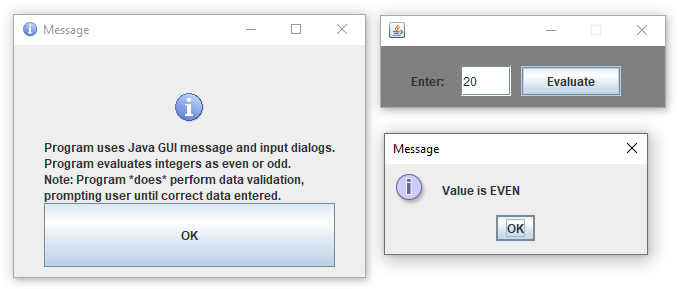 Message
Program uses Java GUI message and input dialogs.
Program evaluates integers as even or odd.
Note: Program *does* perform data validation,
prompting user until correct data entered.
OK
Enter: 20 Evaluate
Message
Value is EVEN
OK